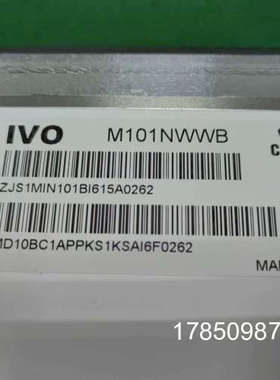 IVO M101NWWB
C
ZJS1MIN101BI615A0262
MD10BC1APPKS1KSAI6F0262
MA
17850987